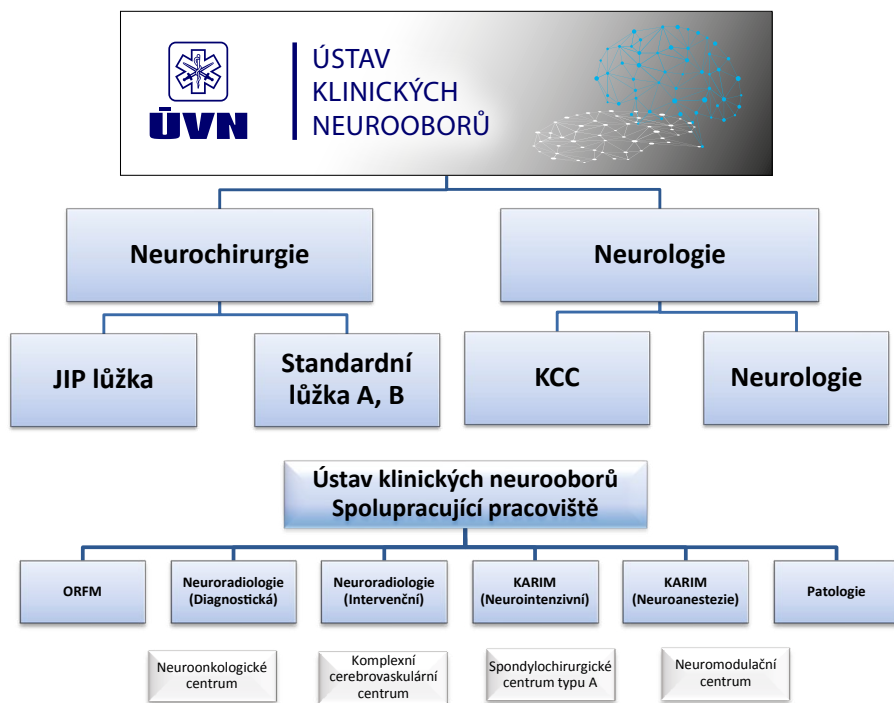 ÚVN
ÚSTAV
KLINICKÝCH
NEUROOBORŮ
Neurochirurgie
Neurologie
JIP lůžka
Standardní
lůžka A, B
KCC
Neurologie
Ústav klinických neurooborů
Spolupracující pracoviště
ORFM
Neuroradiologie
(Diagnostická)
Neuroradiologie
(Intervenční)
KARIM
(Neurointenzivní)
KARIM
(Neuroanestezie)
Patologie
Neuroonkologické
centrum
Komplexní
cerebrovaskulární
centrum
Spondylochirurgické
centrum typu A
Neuromodulační
centrum